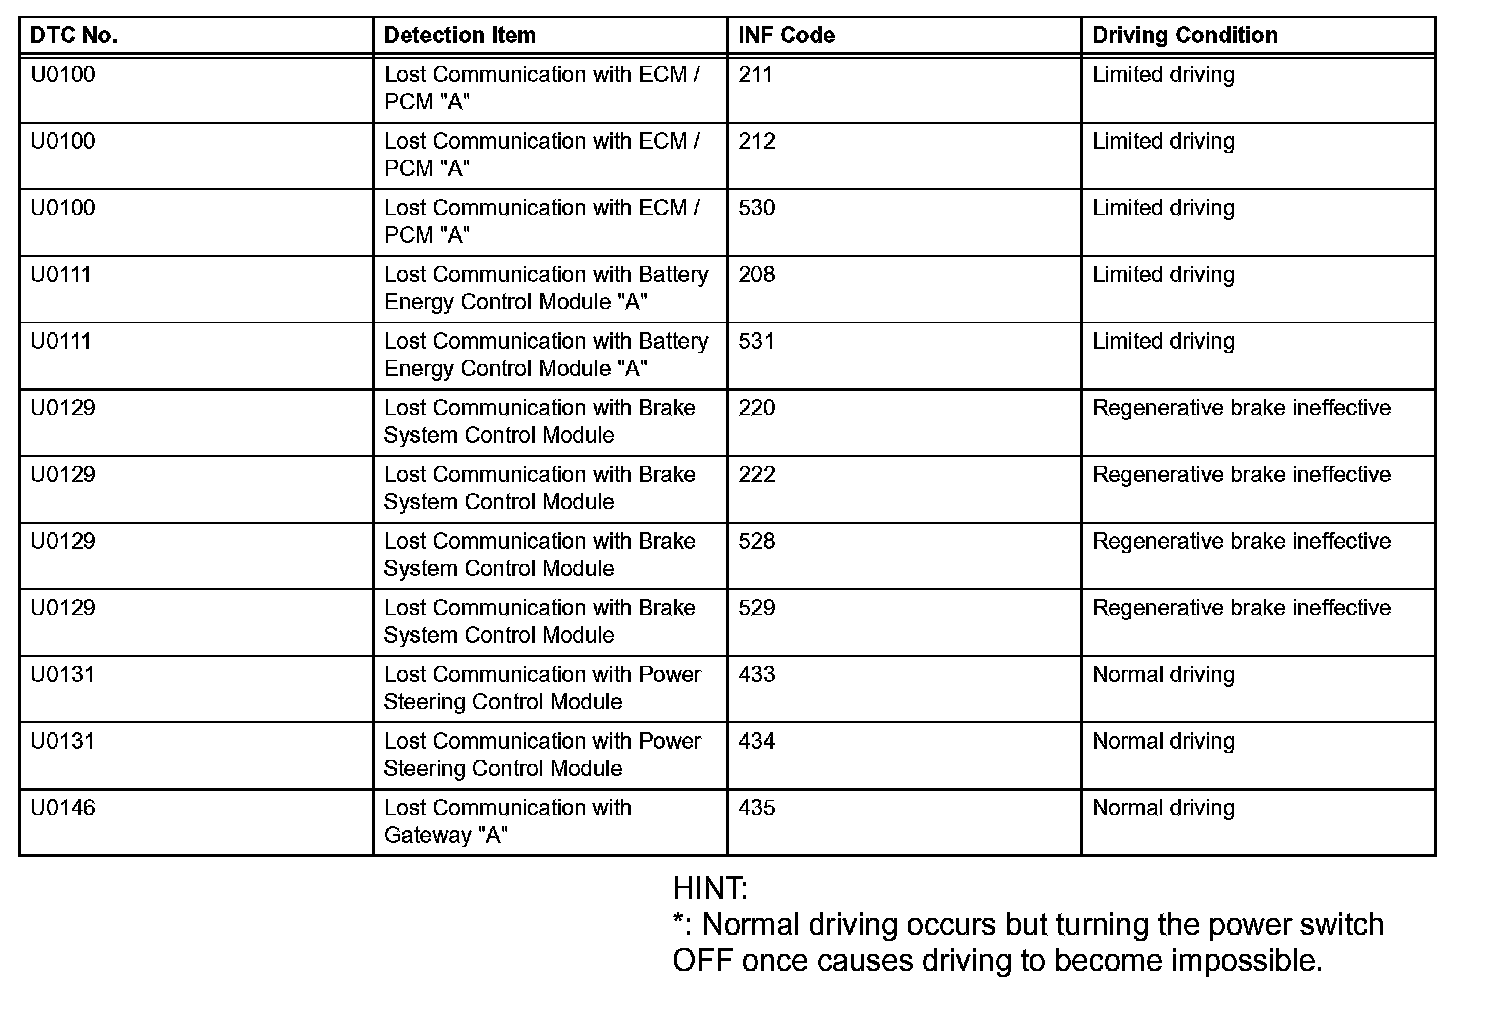 DTC No. Detection Item INF Code Driving Condition
U0100 Lost Communication with ECM / 211 Limited driving
PCM "A"
U0100 Lost Communication with ECM / 212 Limited driving
PCM "A"
U0100 Lost Communication with ECM / 530 Limited driving
PCM "A"
U0111 Lost Communication with Battery 208 Limited driving
Energy Control Module "A"
U0111 Lost Communication with Battery 531 Limited driving
Energy Control Module "A"
U0129 Lost Communication with Brake 220 Regenerative brake ineffective
System Control Module
U0129 Lost Communication with Brake 222 Regenerative brake ineffective
System Control Module
U0129 Lost Communication with Brake 528 Regenerative brake ineffective
System Control Module
U0129 Lost Communication with Brake 529 Regenerative brake ineffective
System Control Module
U0131 Lost Communication with Power 433 Normal driving
Steering Control Module
U0131 Lost Communication with Power 434 Normal driving
Steering Control Module
U0146 Lost Communication with 435 Normal driving
Gateway "A"
HINT:
*: Normal driving occurs but turning the power switch
OFF once causes driving to become impossible.